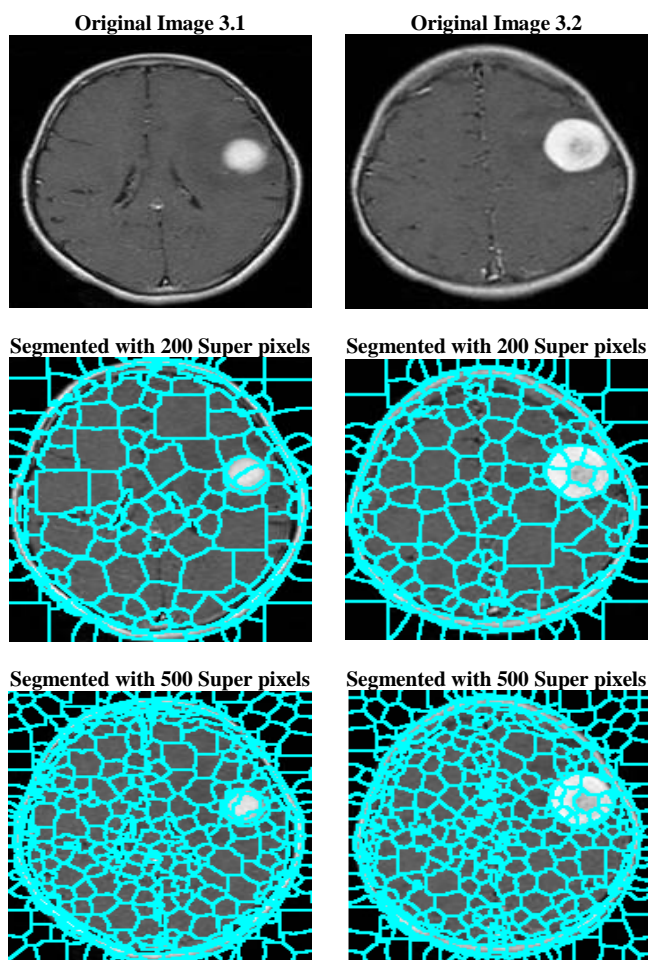 Original Image 3.1
Original Image 3.2
Segmented with 200 Super pixels
Segmented with 200 Super pixels
Segmented with 500 Super pixels
Segmented with 500 Super pixels